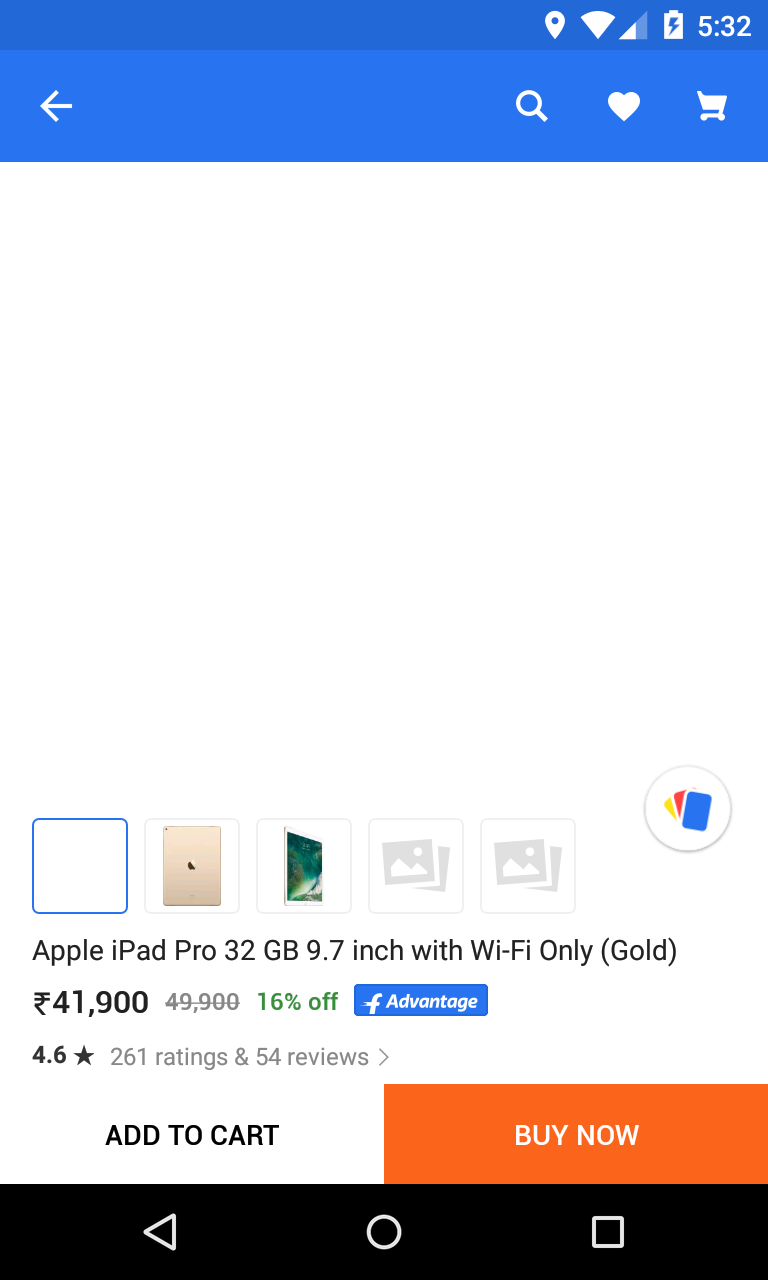 5:32
Apple iPad Pro 32 GB 9.7 inch with Wi-Fi Only (Gold)
₹41,900 49,900 16% off f Advantage
4.6 ★ 261 ratings & 54 reviews
ADD TO CART BUY NOW